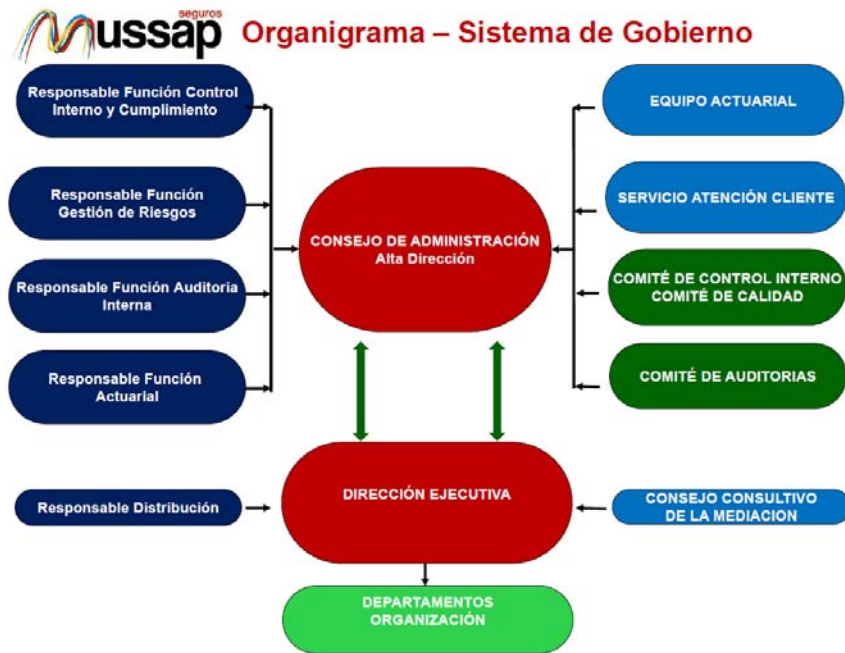 seguros
Mussap
Organigrama – Sistema de Gobierno
Responsable Función Control
Interno y Cumplimiento
Responsable Función
Gestión de Riesgos
Responsable Función Auditoria
Interna
Responsable Función
Actuarial
CONSEJO DE ADMINISTRACIÓN
Alta Dirección
EQUIPO ACTUARIAL
SERVICIO ATENCIÓN CLIENTE
COMITÉ DE CONTROL INTERNO
COMITÉ DE CALIDAD
COMITÉ DE AUDITORIAS
Responsable Distribución
DIRECCIÓN EJECUTIVA
CONSEJO CONSULTIVO
DE LA MEDIACION
DEPARTAMENTOS
ORGANIZACIÓN